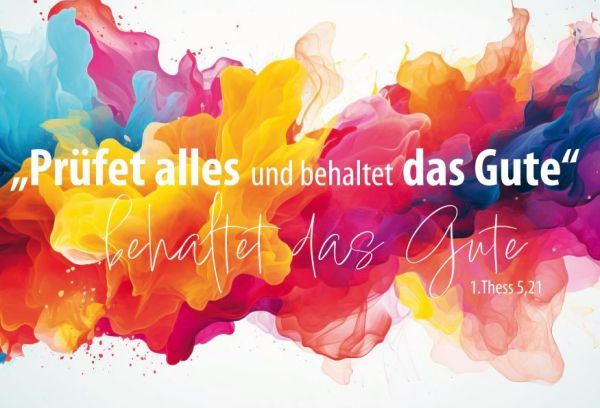 „Prüfet alles und behaltet das Gute“
behaltet das Gute
1.Thess 5,21